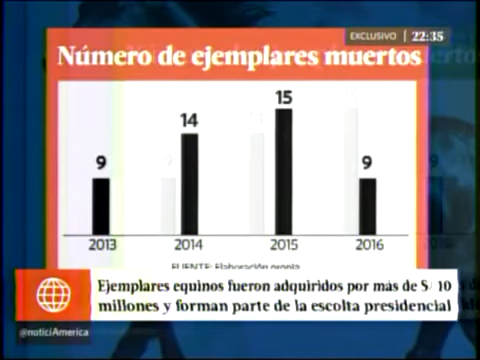 EXCLUSIVO 22:35
Número de ejemplares muertos
15
14
9
9
2013 2014 2015 2016
FUENTE: Elaboración propia
Ejemplares equinos fueron adquiridos por más de S/ 10
millones y forman parte de la escolta presidencial
@noticiAmerica